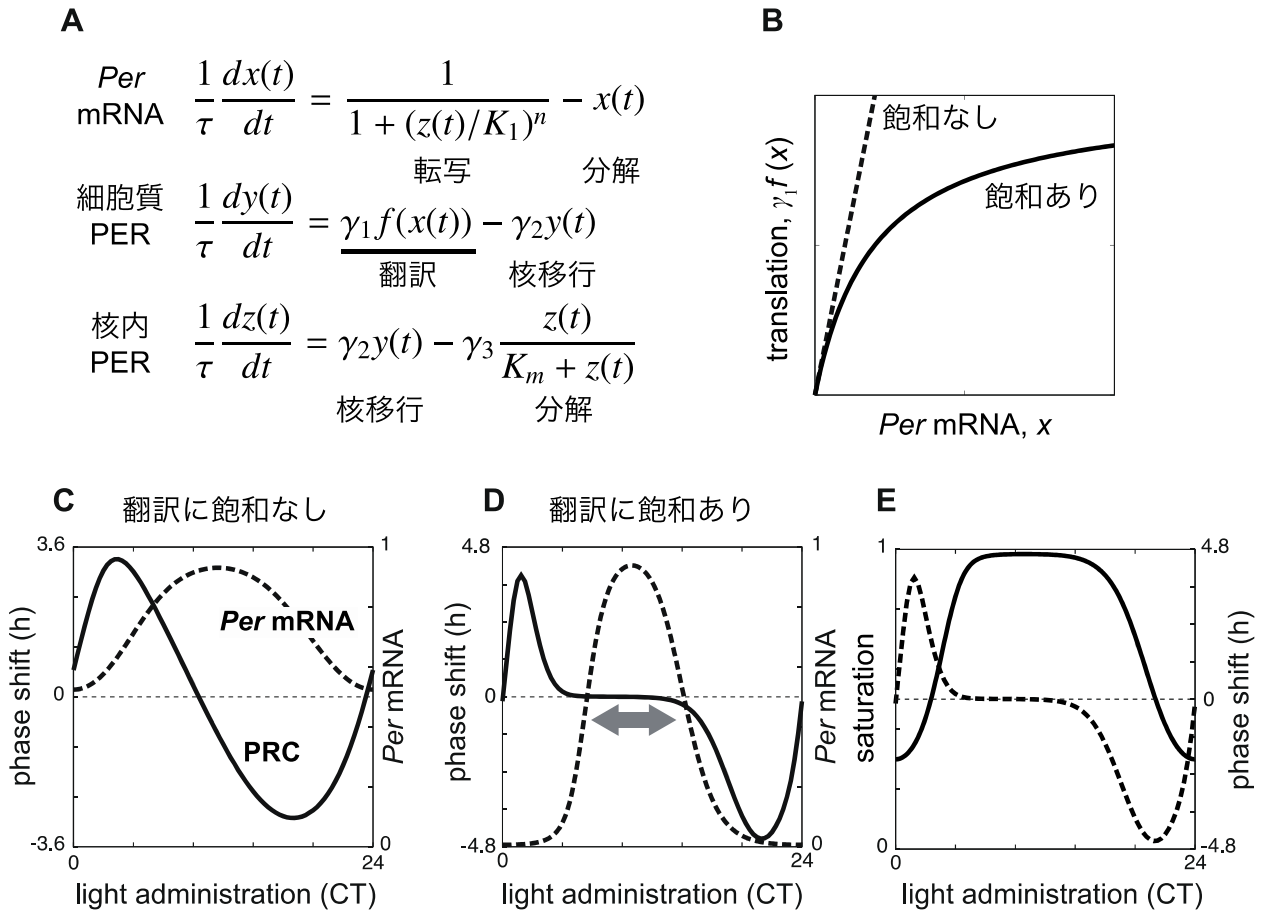 A
Per mRNA
1/τ dx(t)/dt = 1/(1 + (z(t)/K₁)ⁿ) − x(t)
転写 分解
細胞質 PER
1/τ dy(t)/dt = γ₁ f(x(t)) − γ₂y(t)
翻訳 核移行
核内 PER
1/τ dz(t)/dt = γ₂y(t) − γ₃ z(t)/(Kₘ + z(t))
核移行 分解
B
飽和なし
飽和あり
translation, γ₁f (x)
Per mRNA, x
C 翻訳に飽和なし
3.6
0
-3.6
phase shift (h)
Per mRNA
PRC
1
0
Per mRNA
0 24
light administration (CT)
D 翻訳に飽和あり
4.8
0
-4.8
phase shift (h)
1
0
Per mRNA
0 24
light administration (CT)
E
1
0
saturation
4.8
0
-4.8
phase shift (h)
0 24
light administration (CT)